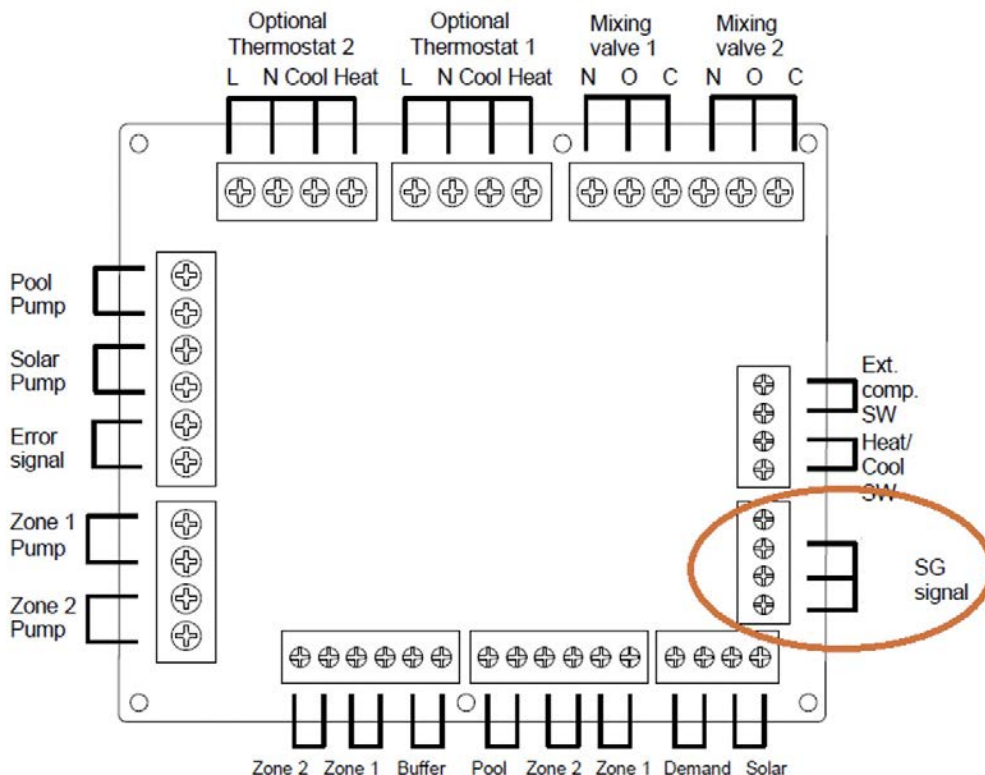 Optional
Thermostat 2
L N Cool Heat
Optional
Thermostat 1
L N Cool Heat
Mixing
valve 1
N O C
Mixing
valve 2
N O C
Pool
Pump
Solar
Pump
Error
signal
Zone 1
Pump
Zone 2
Pump
Ext.
comp.
SW
Heat/
Cool
SW
SG
signal
Zone 2 Zone 1 Buffer Pool Zone 2 Zone 1 Demand Solar